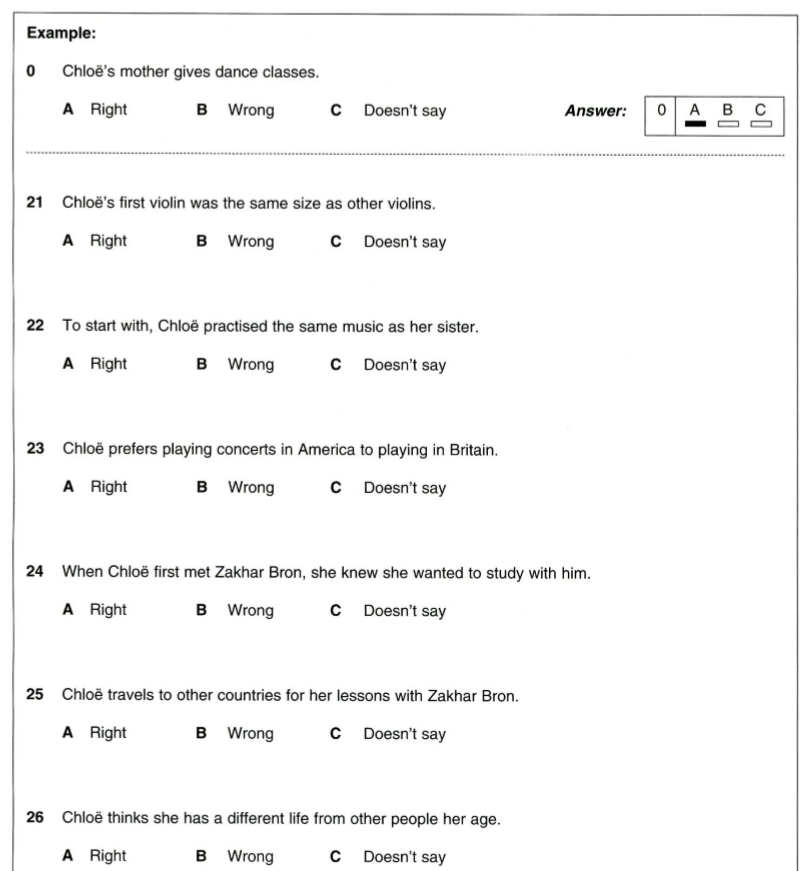 Example:
0 Chloë's mother gives dance classes.
A Right B Wrong C Doesn't say Answer: 0 A B C
21 Chloë's first violin was the same size as other violins.
A Right B Wrong C Doesn't say
22 To start with, Chloë practised the same music as her sister.
A Right B Wrong C Doesn't say
23 Chloë prefers playing concerts in America to playing in Britain.
A Right B Wrong C Doesn't say
24 When Chloë first met Zakhar Bron, she knew she wanted to study with him.
A Right B Wrong C Doesn't say
25 Chloë travels to other countries for her lessons with Zakhar Bron.
A Right B Wrong C Doesn't say
26 Chloë thinks she has a different life from other people her age.
A Right B Wrong C Doesn't say